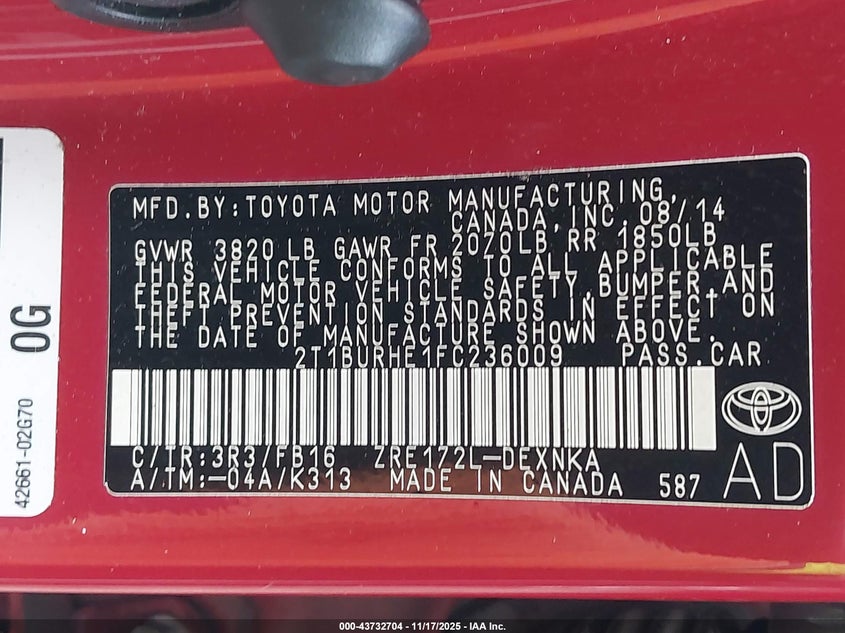 MFD.BY:TOYOTA MOTOR MANUFACTURING,
CANADA,INC. 08/14
GVWR 3820 LB GAWR FR 2070LB RR 1850LB
THIS VEHICLE CONFORMS TO ALL APPLICABLE
FEDERAL MOTOR VEHICLE SAFETY,BUMPER,AND
THEFT PREVENTION STANDARDS IN EFFECT ON
THE DATE OF MANUFACTURE SHOWN ABOVE.
2T1BURHE1FC236009 PASS.CAR
C/TR:3R3/FB16 ZRE172L-DEXNKA
A/TM:-04A/K313 MADE IN CANADA 587
AD
0G
42661-02G70
000-43732704 - 11/17/2025 - IAA Inc.